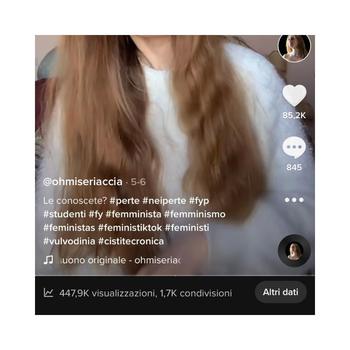 85,2K
845
@ohmiseriaccia · 5-6
Le conoscete? #perte #neiperte #fyp
#studenti #fy #femminista #femminismo
#feministas #feministiktok #feministi
#vulvodinia #cistitecronica
uono originale - ohmiseriac
447,9K visualizzazioni, 1,7K condivisioni
Altri dati